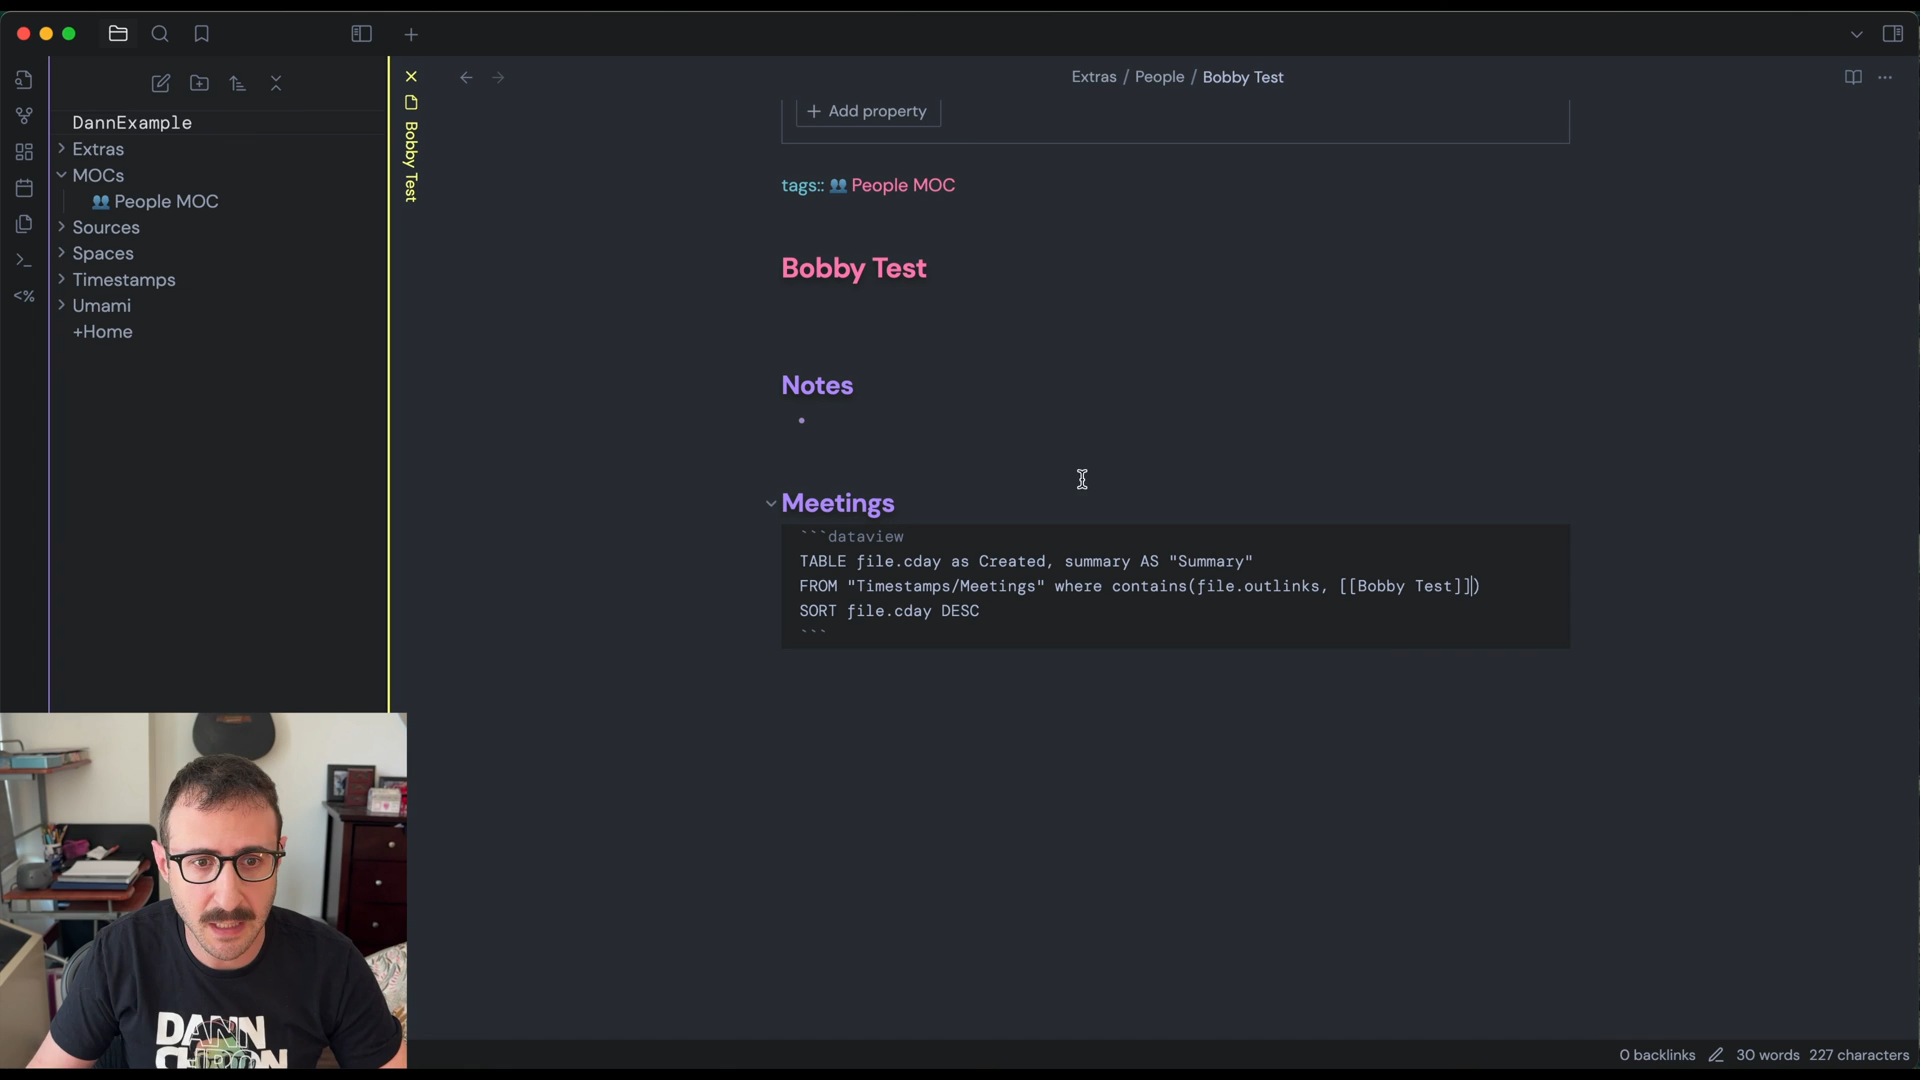 Extras / People / Bobby Test
DannExample
Extras
MOCs
People MOC
Sources
Spaces
Timestamps
Umami
+Home
<%
Bobby Test
+ Add property
tags:: 👥 People MOC
Bobby Test
Notes
Meetings
```dataview
TABLE file.cday as Created, summary AS "Summary"
FROM "Timestamps/Meetings" where contains(file.outlinks, [[Bobby Test]])
SORT file.cday DESC
```
DANN
0 backlinks 30 words 227 characters